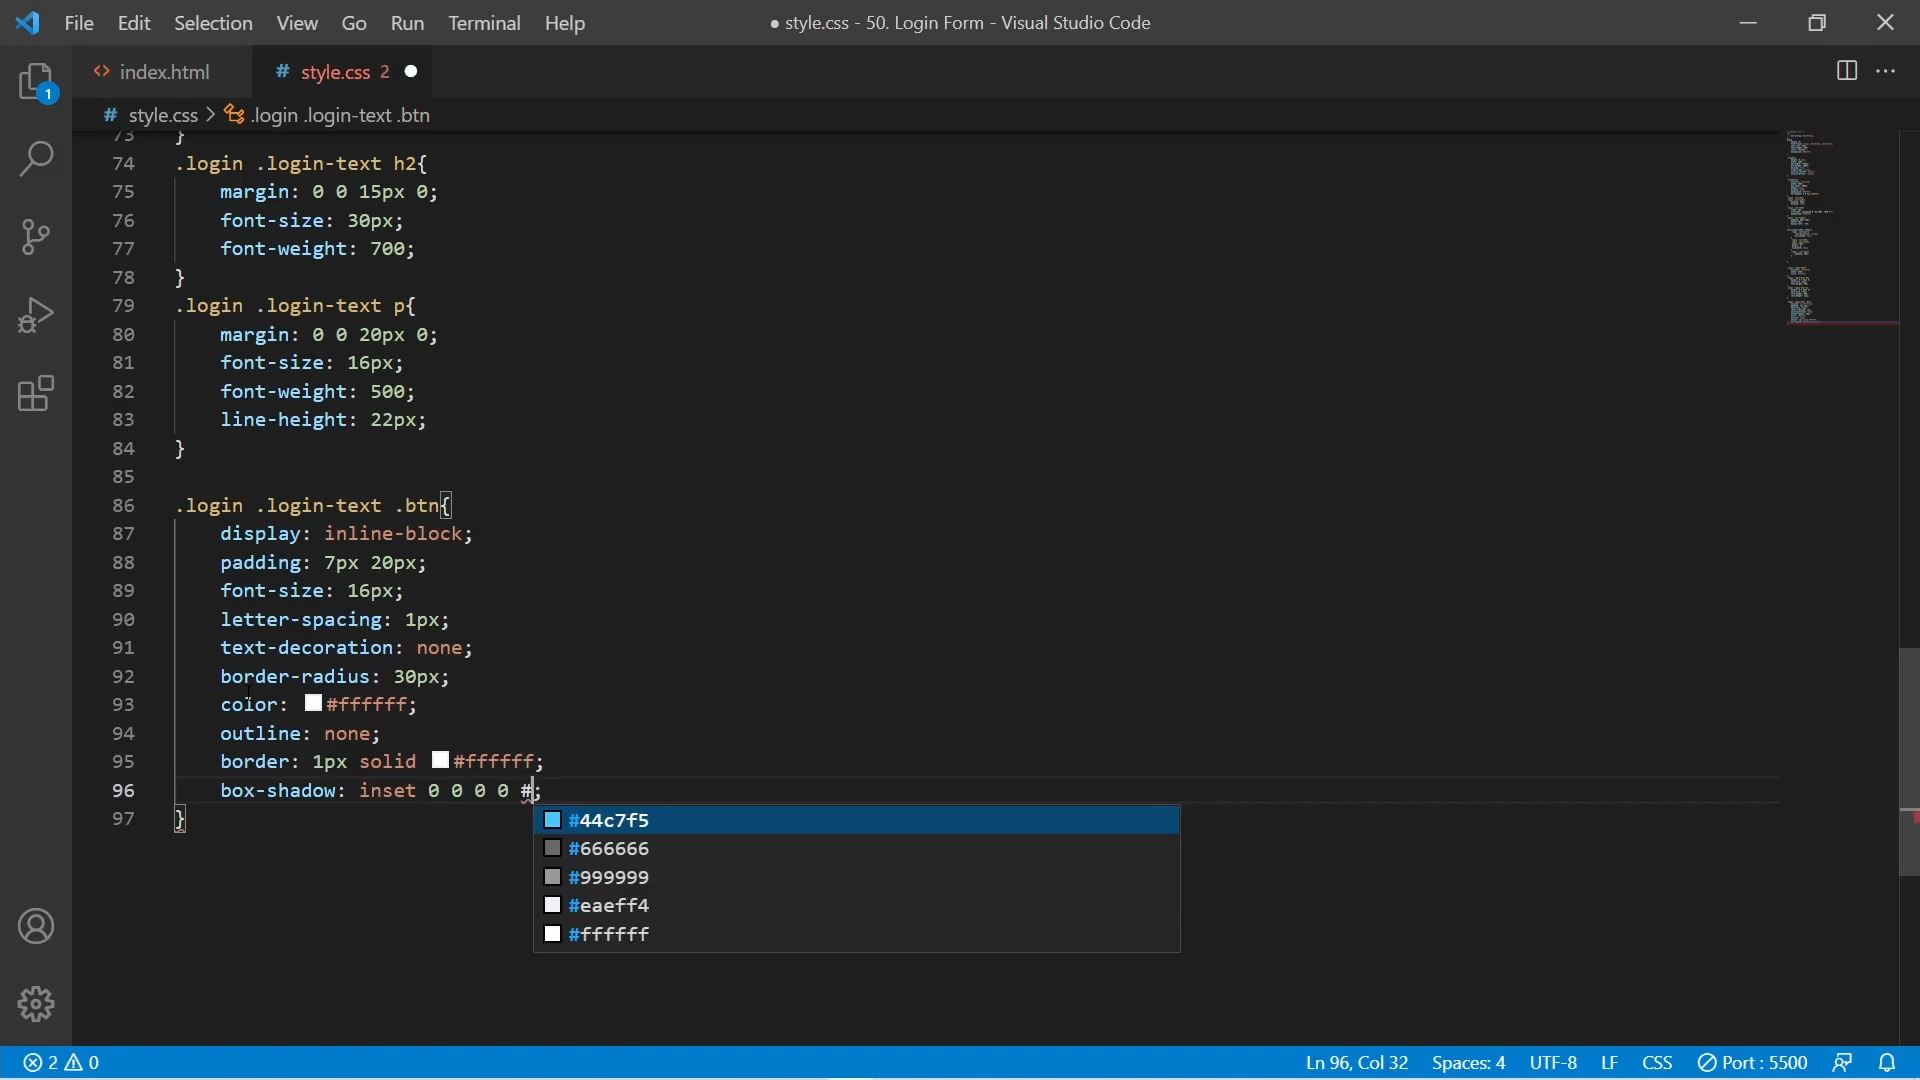 File Edit Selection View Go Run Terminal Help
● style.css - 50. Login Form - Visual Studio Code
index.html
# style.css 2 ●
# style.css > .login .login-text .btn
1
73 }
74 .login .login-text h2{
75 margin: 0 0 15px 0;
76 font-size: 30px;
77 font-weight: 700;
78 }
79 .login .login-text p{
80 margin: 0 0 20px 0;
81 font-size: 16px;
82 font-weight: 500;
83 line-height: 22px;
84 }
85
86 .login .login-text .btn{
87 display: inline-block;
88 padding: 7px 20px;
89 font-size: 16px;
90 letter-spacing: 1px;
91 text-decoration: none;
92 border-radius: 30px;
93 color: #ffffff;
94 outline: none;
95 border: 1px solid #ffffff;
96 box-shadow: inset 0 0 0 0 #;
97 }
#44c7f5
#666666
#999999
#eaeff4
#ffffff
2 0
Ln 96, Col 32 Spaces: 4 UTF-8 LF CSS Port : 5500